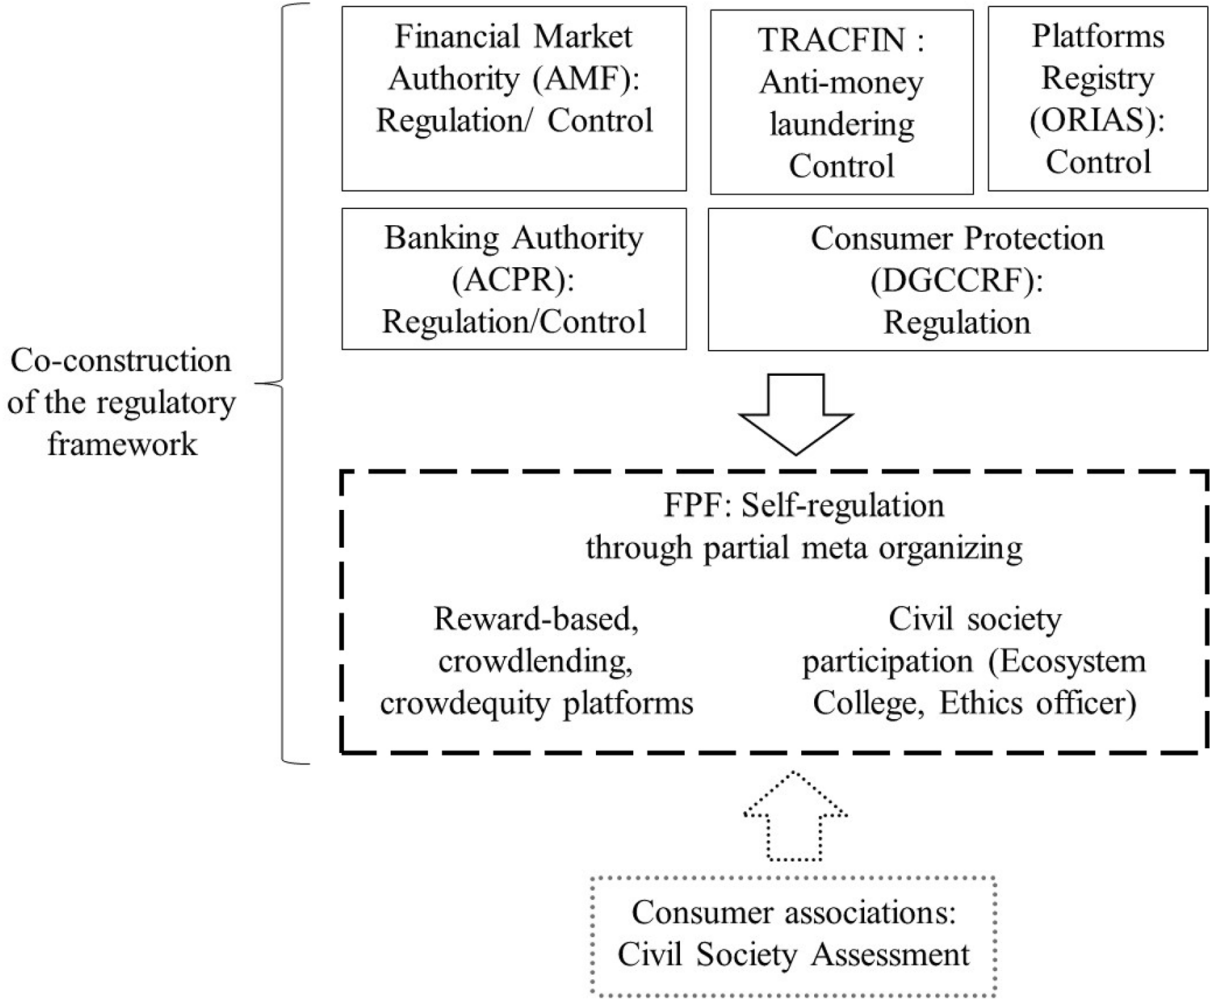 Financial Market
Authority (AMF):
Regulation/ Control
TRACFIN :
Anti-money
laundering
Control
Platforms
Registry
(ORIAS):
Control
Banking Authority
(ACPR):
Regulation/Control
Consumer Protection
(DGCCRF):
Regulation
Co-construction
of the regulatory
framework
FPF: Self-regulation
through partial meta organizing
Reward-based,
crowdlending,
crowdequity platforms
Civil society
participation (Ecosystem
College, Ethics officer)
Consumer associations:
Civil Society Assessment